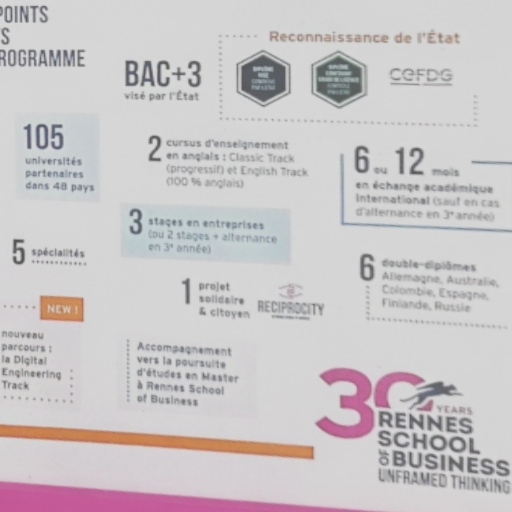 POINTS
S
ROGRAMME
BAC+3
visé par l'État
Reconnaissance de l'État
CEFDG
105
universités
partenaires
dans 48 pays
2 cursus d'enseignement
en anglais : Classic Track
(progressif) et English Track
(100 % anglais)
6 ou 12 mois
en échange académique
International (sauf en cas
d'alternance en 3e année)
3 stages en entreprises
(ou 2 stages + alternance
en 3e année)
5 spécialités
6 double-diplômes
Allemagne, Australie,
Colombie, Espagne,
Finlande, Russie
1 projet
solidaire
& citoyen
RECIPROCITY
NEW !
nouveau
parcours :
la Digital
Engineering
Track
Accompagnement
vers la poursuite
d'études en Master
à Rennes School
of Business
30 YEARS
RENNES
SCHOOL
OF BUSINESS
UNFRAMED THINKING